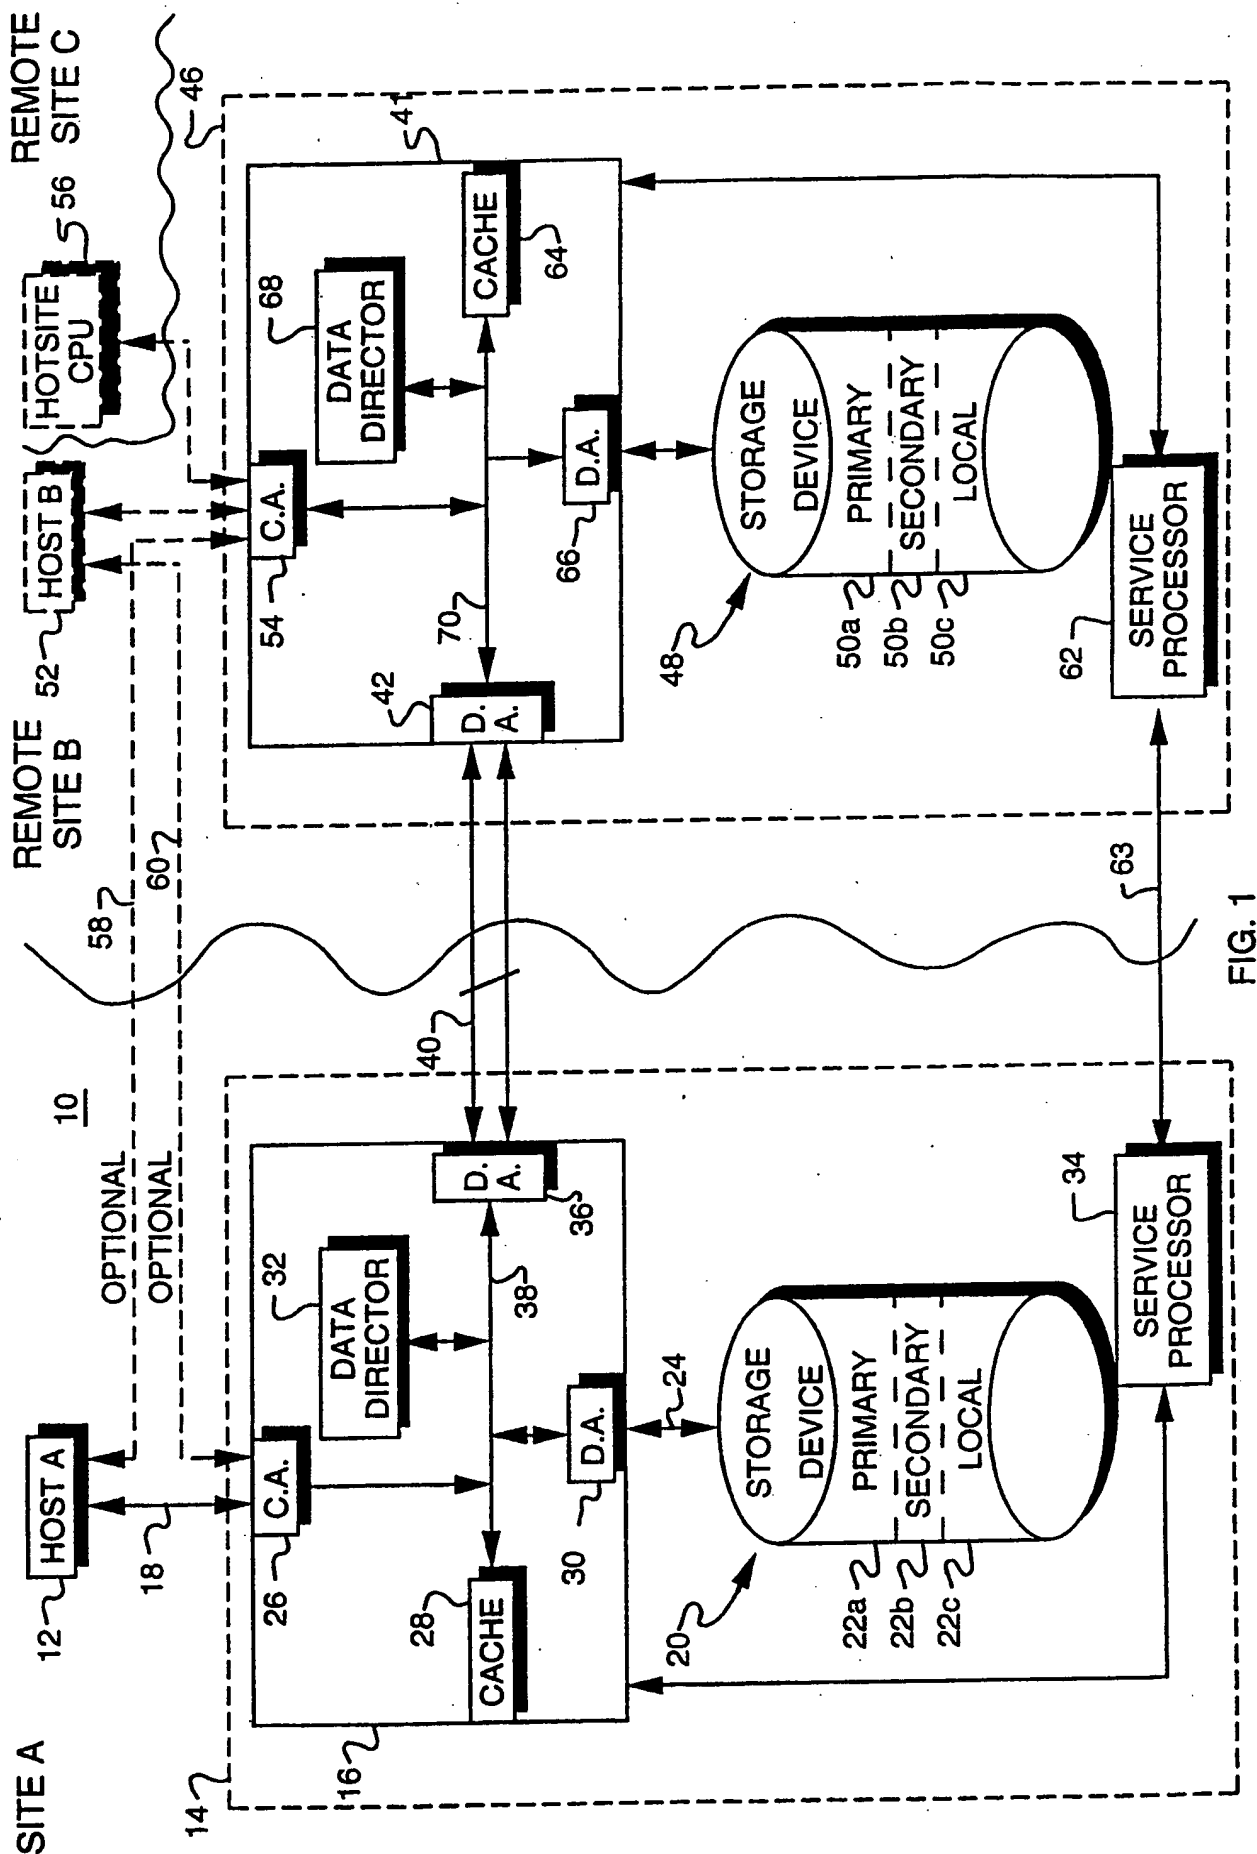 SITE A
10
REMOTE
SITE B
REMOTE
SITE C
12
HOST A
18
OPTIONAL
58
OPTIONAL
60
52
HOST B
HOTSITE
CPU
56
14
16
26
C.A.
32
DATA
DIRECTOR
28
CACHE
38
D.
A.
36
30
D.A.
24
20
STORAGE
DEVICE
PRIMARY
SECONDARY
LOCAL
22a
22b
22c
34
SERVICE
PROCESSOR
40
63
46
41
54
C.A.
68
DATA
DIRECTOR
42
D.
A.
70
CACHE
64
66
D.A.
48
STORAGE
DEVICE
PRIMARY
SECONDARY
LOCAL
50a
50b
50c
62
SERVICE
PROCESSOR
FIG. 1